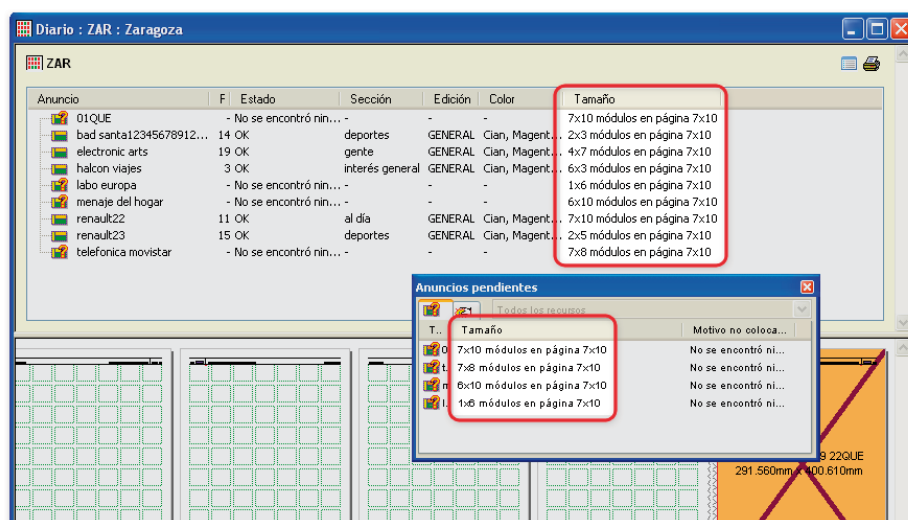 Diario : ZAR : Zaragoza
ZAR
Anuncio F Estado Sección Edición Color Tamaño
01QUE - No se encontró nin... - - - 7x10 módulos en página 7x10
bad santa12345678912... 14 OK deportes GENERAL Cian, Magent... 2x3 módulos en página 7x10
electronic arts 19 OK gente GENERAL Cian, Magent... 4x7 módulos en página 7x10
halcon viajes 3 OK interés general GENERAL Cian, Magent... 6x3 módulos en página 7x10
labo europa - No se encontró nin... - - - 1x6 módulos en página 7x10
menaje del hogar - No se encontró nin... - - - 6x10 módulos en página 7x10
renault22 11 OK al día GENERAL Cian, Magent... 7x10 módulos en página 7x10
renault23 15 OK deportes GENERAL Cian, Magent... 2x5 módulos en página 7x10
telefonica movistar - No se encontró nin... - - - 7x8 módulos en página 7x10
Anuncios pendientes
Todos los recursos
T.. Tamaño Motivo no coloca...
7x10 módulos en página 7x10 No se encontró ni...
t. 7x8 módulos en página 7x10 No se encontró ni...
m 6x10 módulos en página 7x10 No se encontró ni...
l. 1x6 módulos en página 7x10 No se encontró ni...
9 22QUE
291.560mm x 400.610mm